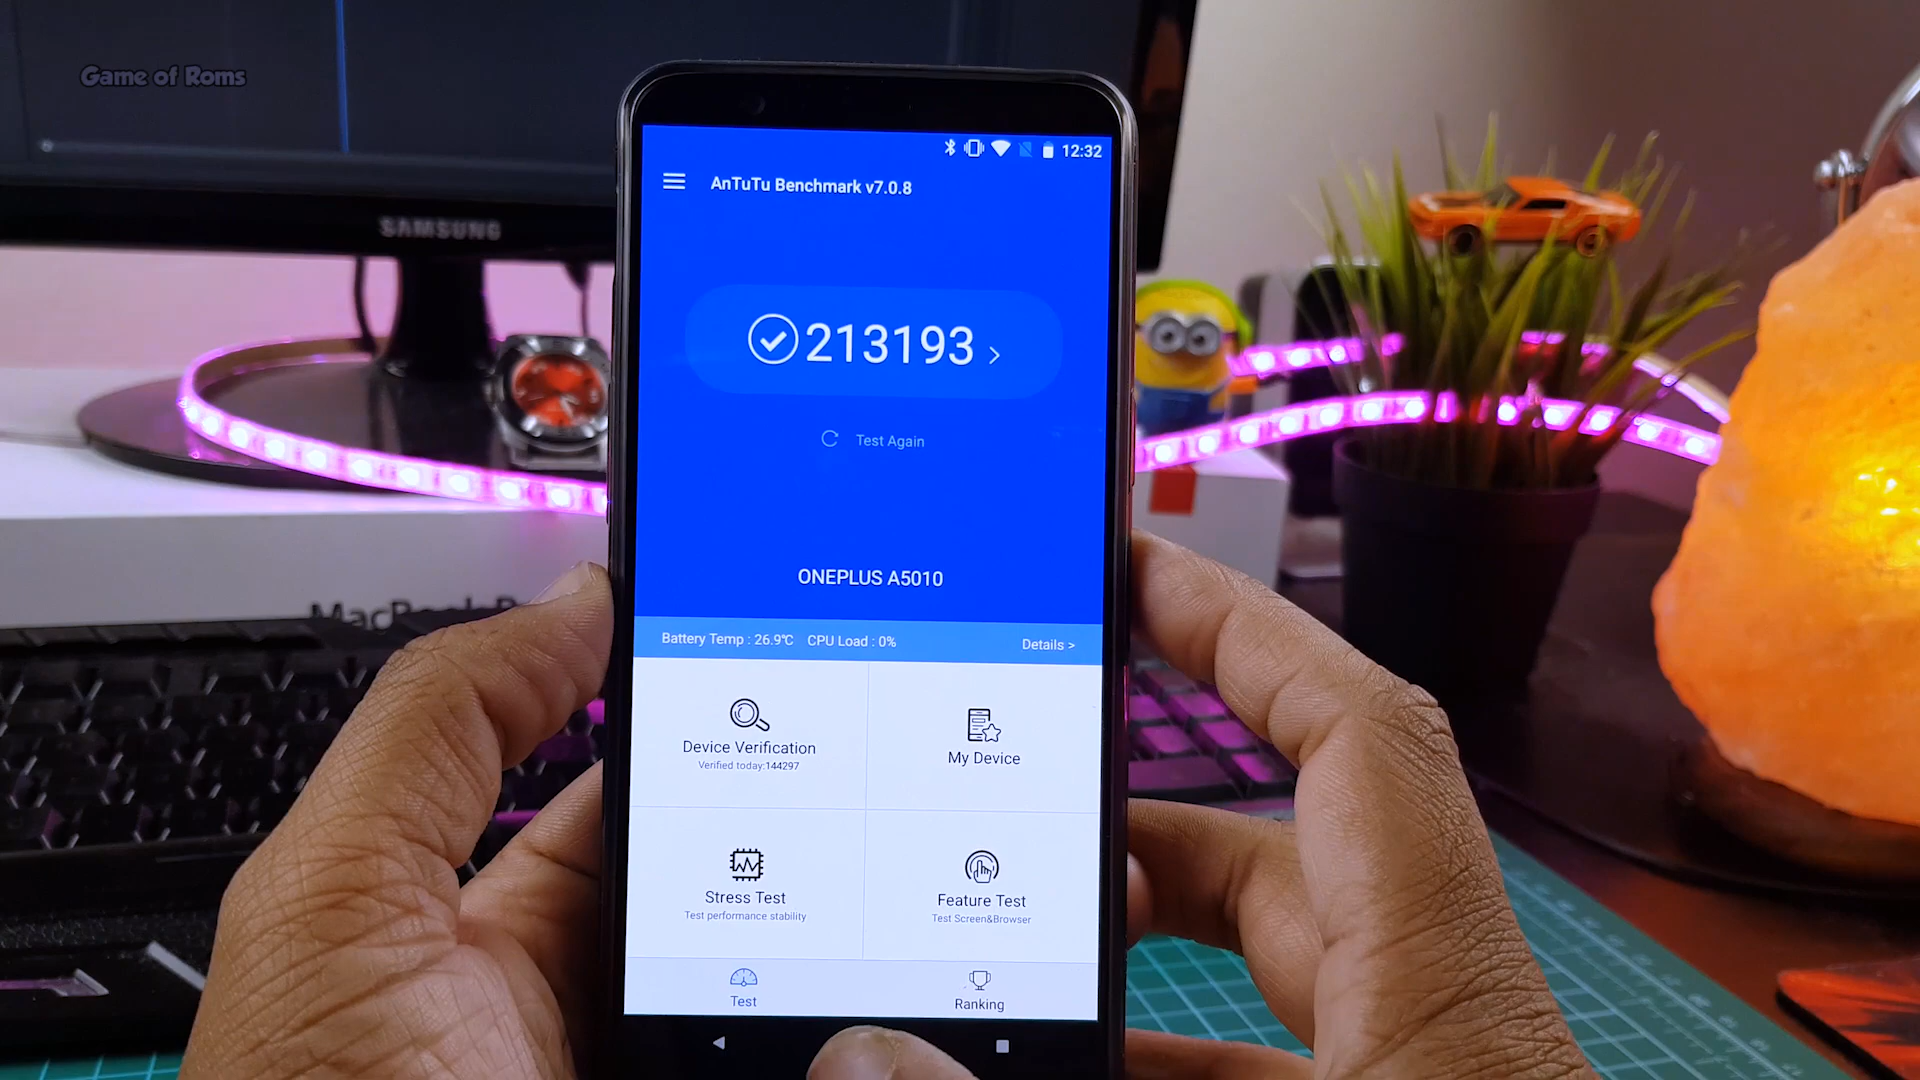 Game of Roms
SAMSUNG
12:32
AnTuTu Benchmark v7.0.8
213193
Test Again
ONEPLUS A5010
Battery Temp : 26.9℃ CPU Load : 0% Details >
Device Verification
Verified today:144297
My Device
Stress Test
Test performance stability
Feature Test
Test Screen&Browser
Test
Ranking
MacBook